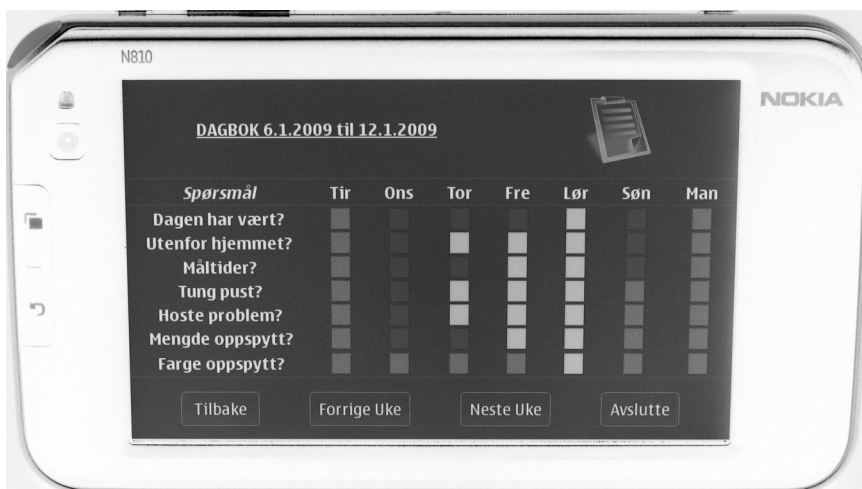 N810
NOKIA
DAGBOK 6.1.2009 til 12.1.2009
Spørsmål Tir Ons Tor Fre Lør Søn Man
Dagen har vært?
Utenfor hjemmet?
Måltider?
Tung pust?
Hoste problem?
Mengde oppspytt?
Farge oppspytt?
Tilbake Forrige Uke Neste Uke Avslutte